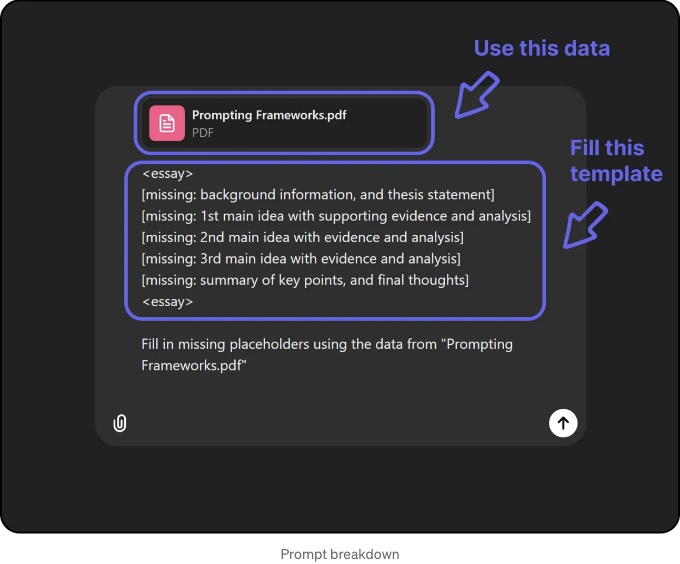 Use this data
Prompting Frameworks.pdf
PDF
Fill this
template
<essay>
[missing: background information, and thesis statement]
[missing: 1st main idea with supporting evidence and analysis]
[missing: 2nd main idea with evidence and analysis]
[missing: 3rd main idea with evidence and analysis]
[missing: summary of key points, and final thoughts]
<essay>
Fill in missing placeholders using the data from "Prompting
Frameworks.pdf"
Prompt breakdown